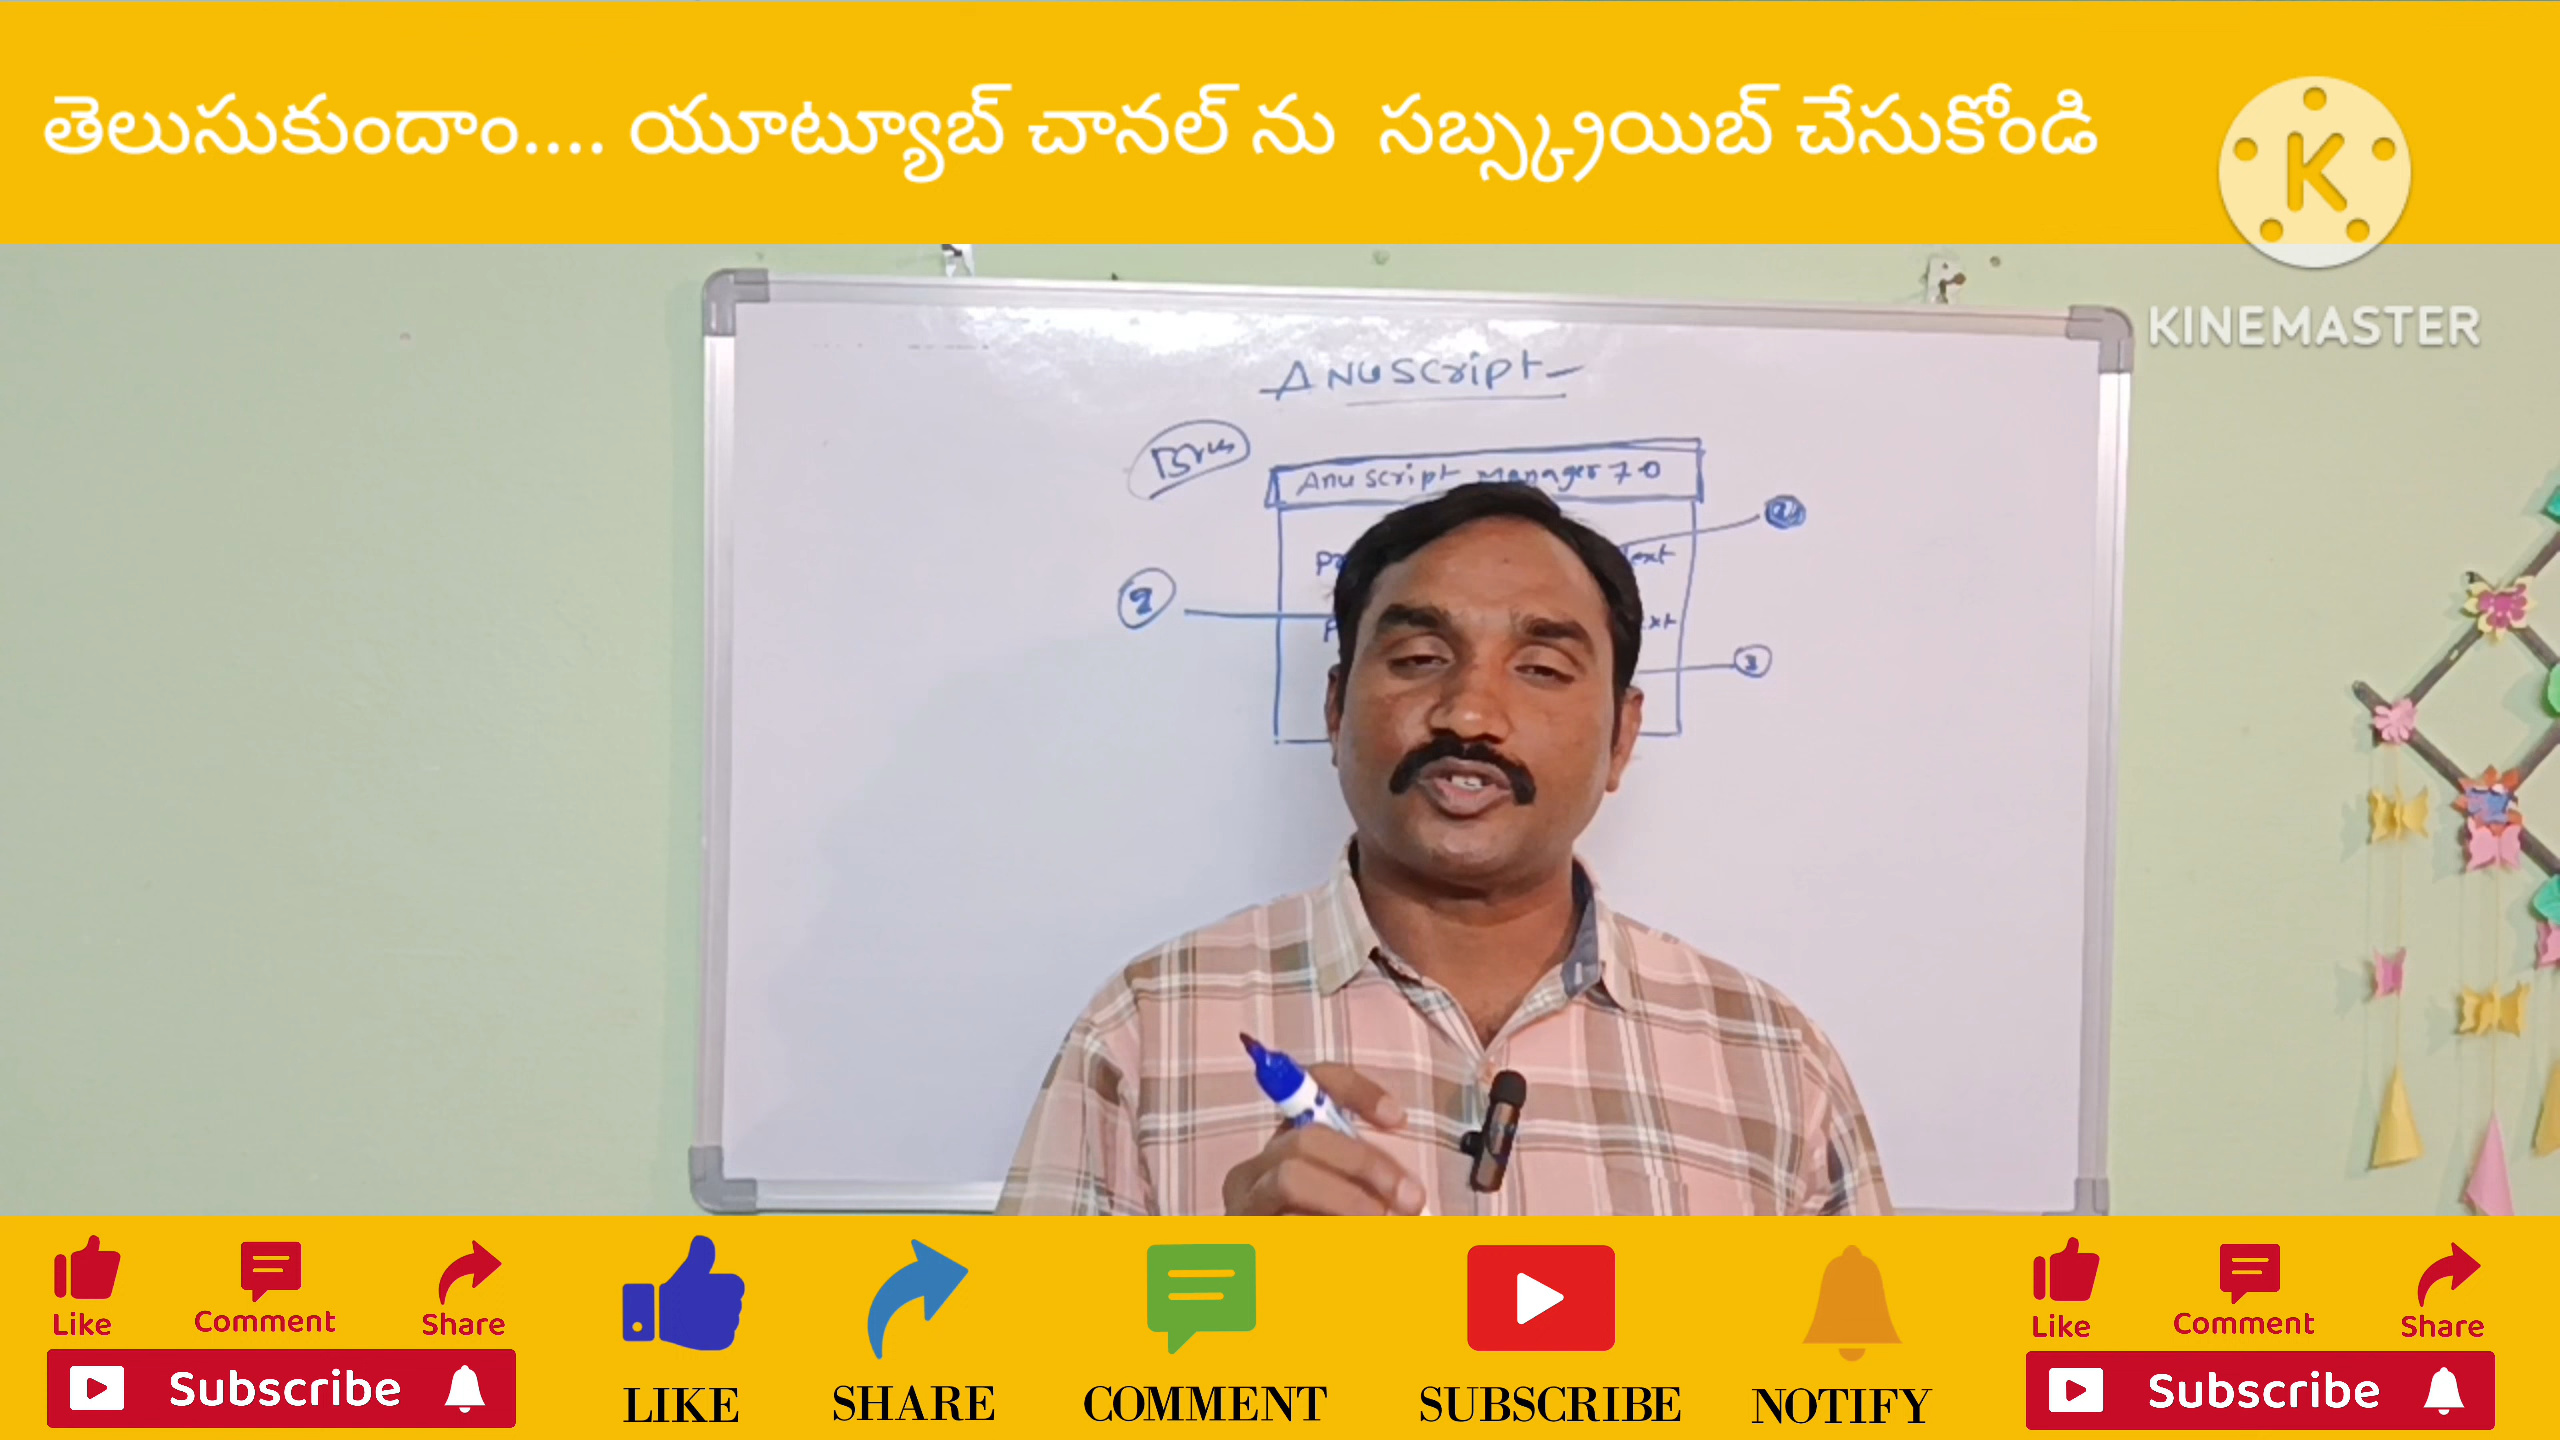 తెలుసుకుందాం.... యూట్యూబ్ చానల్ ను సబ్స్క్రయిబ్ చేసుకోండి
K
KINEMASTER
ANUScript
Anu Script Manager 7.0
Like Comment Share
Subscribe
LIKE SHARE COMMENT SUBSCRIBE NOTIFY
Like Comment Share
Subscribe